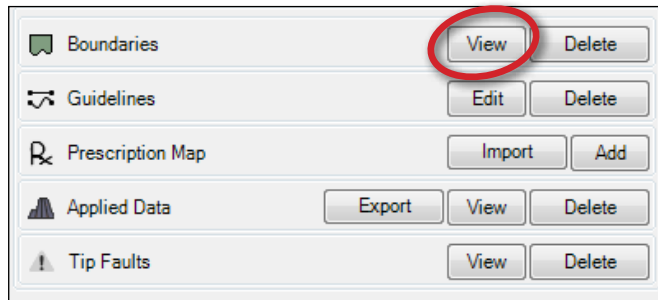 Boundaries View Delete
Guidelines Edit Delete
Prescription Map Import Add
Applied Data Export View Delete
Tip Faults View Delete